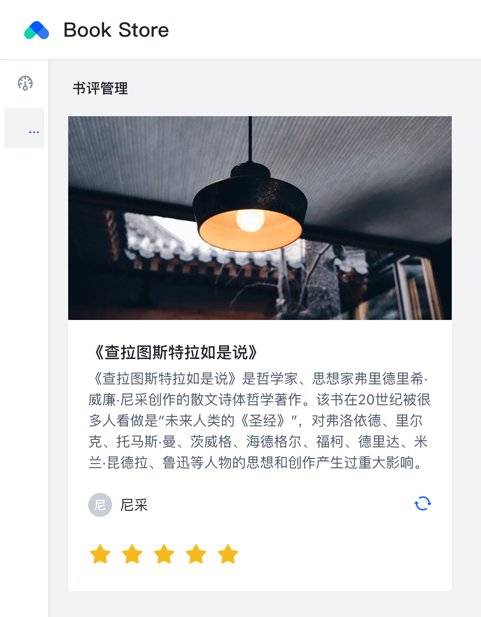 Book Store
书评管理
...
《查拉图斯特拉如是说》
《查拉图斯特拉如是说》是哲学家、思想家弗里德里希·
威廉·尼采创作的散文诗体哲学著作。该书在20世纪被很
多人看做是“未来人类的《圣经》”，对弗洛依德、里尔
克、托马斯·曼、茨威格、海德格尔、福柯、德里达、米
兰·昆德拉、鲁迅等人物的思想和创作产生过重大影响。
尼 尼采